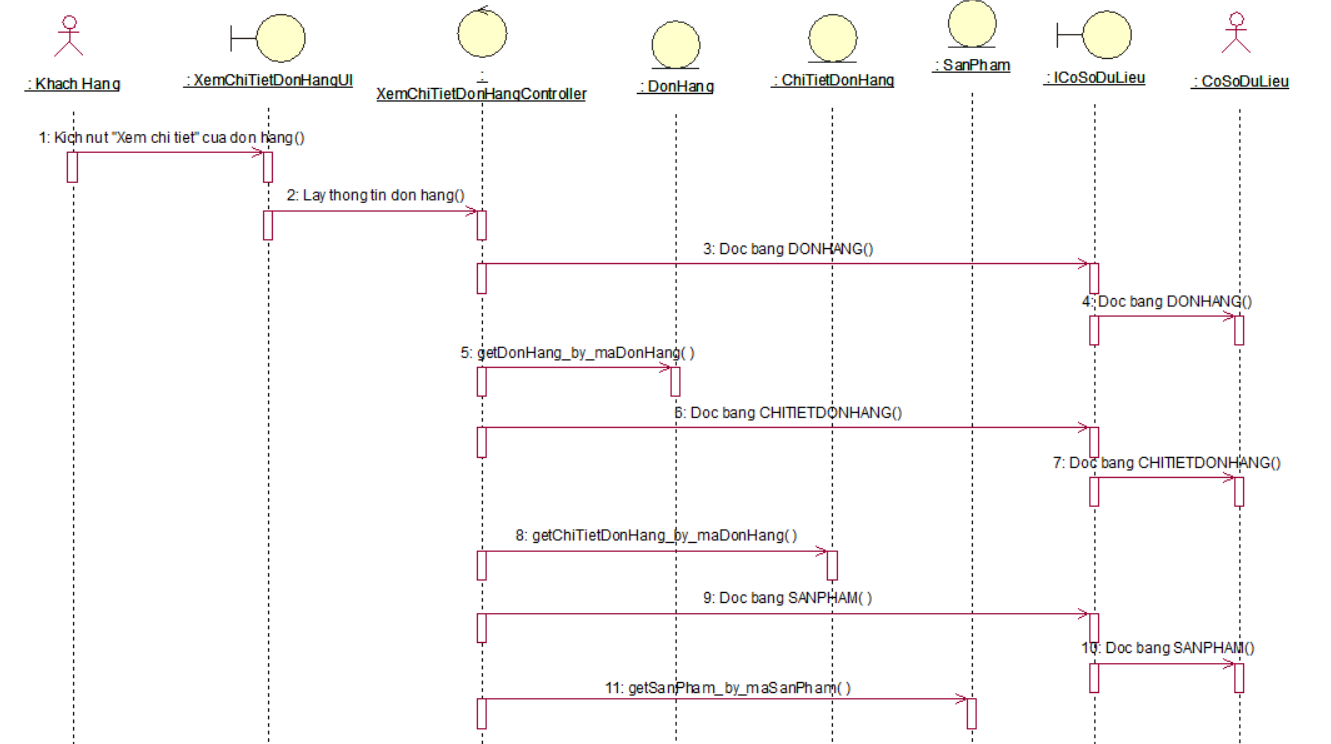 : Khach Hang
: XemChiTietDonHangUI
:
XemChiTietDonHangController
: DonHang
: ChiTietDonHang
: SanPham
: ICoSoDuLieu
: CoSoDuLieu
1: Kich nut "Xem chi tiet" cua don hang()
2: Lay thong tin don hang()
3: Doc bang DONHANG()
4: Doc bang DONHANG()
5: getDonHang_by_maDonHang( )
6: Doc bang CHITIETDONHANG()
7: Doc bang CHITIETDONHANG()
8: getChiTietDonHang_by_maDonHang( )
9: Doc bang SANPHAM( )
10: Doc bang SANPHAM()
11: getSanPham_by_maSanPham( )